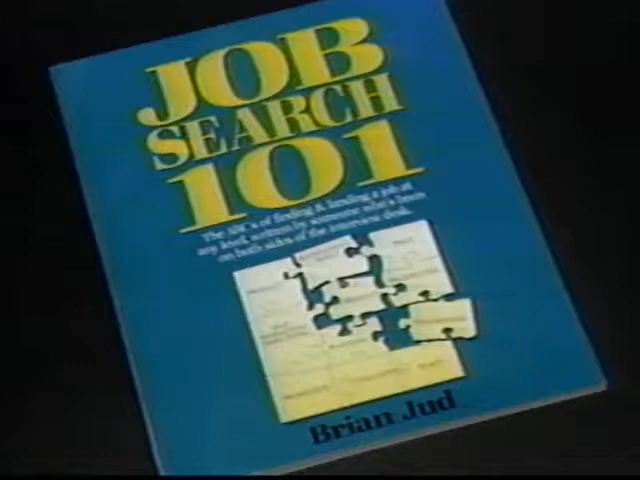 JOB
SEARCH
101
The ABC's of finding & landing a job at
any level, written by someone who's been
on both sides of the interview desk.
Brian Jud